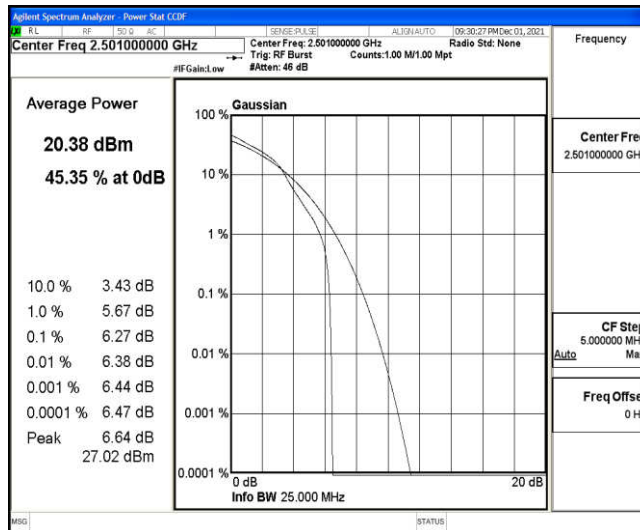 Agilent Spectrum Analyzer - Power Stat CCDF
RL RF 50 Ω AC SENSE:PULSE ALIGN AUTO 09:30:27 PM Dec 01, 2021
Center Freq 2.501000000 GHz
Center Freq: 2.501000000 GHz Radio Std: None
Trig: RF Burst Counts:1.00 M/1.00 Mpt
#IFGain:Low #Atten: 46 dB
Frequency
Average Power
20.38 dBm
45.35 % at 0dB
10.0 % 3.43 dB
1.0 % 5.67 dB
0.1 % 6.27 dB
0.01 % 6.38 dB
0.001 % 6.44 dB
0.0001 % 6.47 dB
Peak 6.64 dB
27.02 dBm
Gaussian
100 %
10 %
1 %
0.1 %
0.01 %
0.001 %
0.0001 %
0 dB 20 dB
Info BW 25.000 MHz
Center Fre
2.501000000 GH
CF Step
5.000000 MH
Auto Ma
Freq Offse
0 H
MSG STATUS